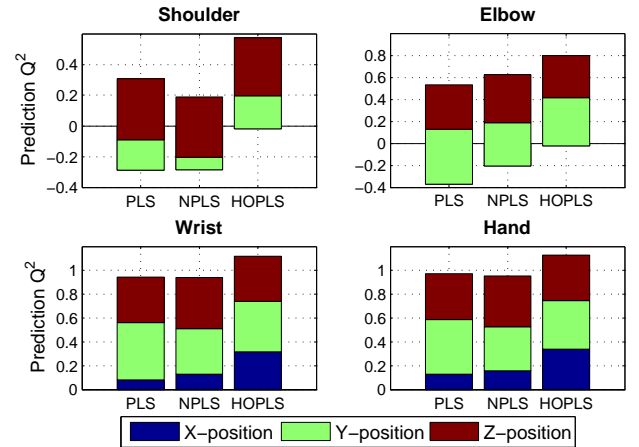 Shoulder
Prediction Q²
0.4
0.2
0
−0.2
−0.4
PLS NPLS HOPLS
Elbow
0.8
0.6
0.4
0.2
0
−0.2
−0.4
PLS NPLS HOPLS
Wrist
Prediction Q²
1
0.8
0.6
0.4
0.2
0
PLS NPLS HOPLS
Hand
1
0.8
0.6
0.4
0.2
0
PLS NPLS HOPLS
X−position Y−position Z−position